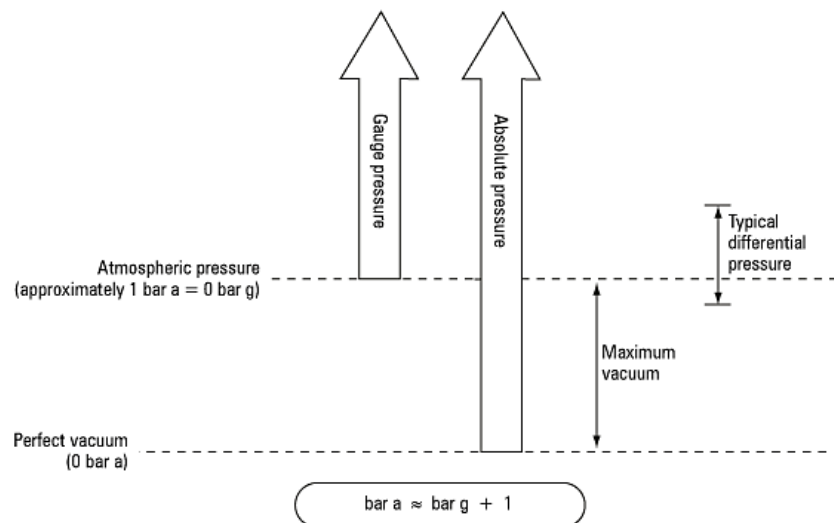 Gauge pressure
Absolute pressure
Typical
differential
pressure
Atmospheric pressure
(approximately 1 bar a = 0 bar g)
Maximum
vacuum
Perfect vacuum
(0 bar a)
bar a ≈ bar g + 1